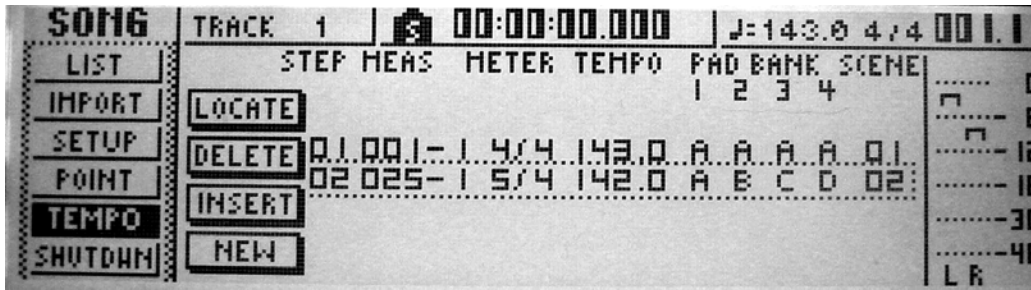 SONG TRACK 1 S 00:00:00.000 ♩=143.0 4/4 001.1
LIST STEP MEAS METER TEMPO PAD BANK SCENE
1 2 3 4
IMPORT LOCATE
SETUP DELETE 01 001-1 4/4 143.0 A A A A 01
POINT 02 025-1 5/4 142.0 A B C D 02
TEMPO INSERT
SHUTDWN NEW
L R